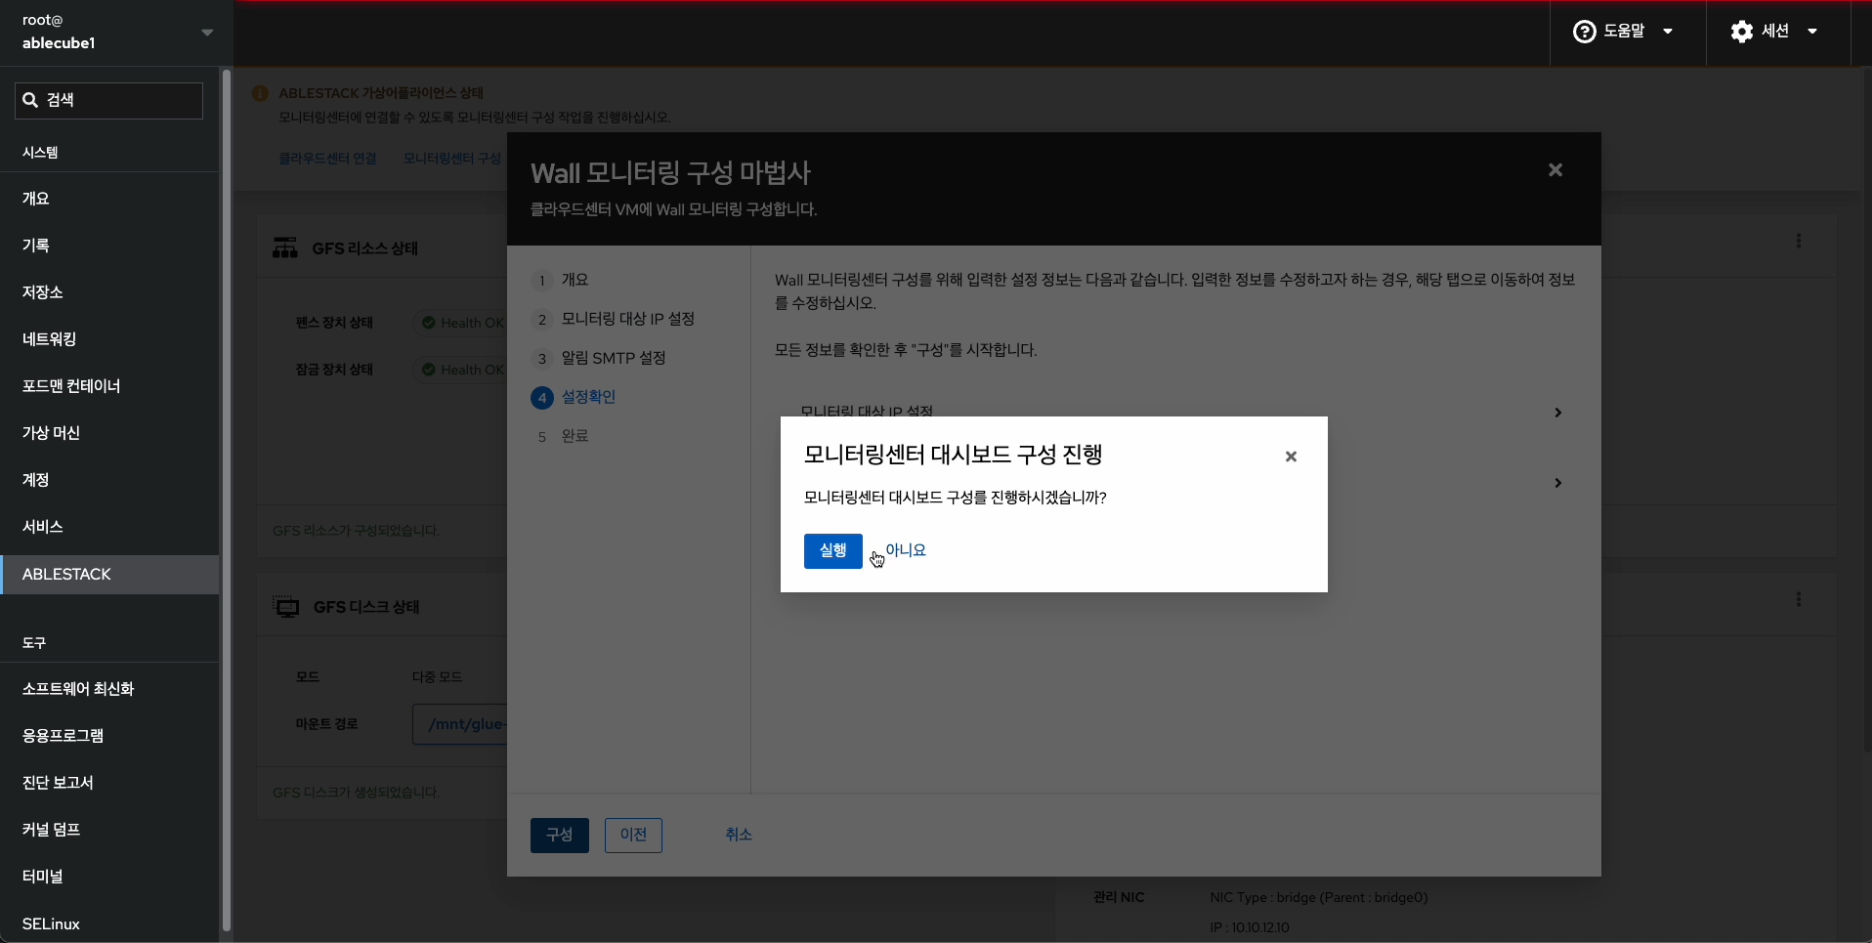 root@
ablecube1
도움말
세션
검색
시스템
개요
기록
저장소
네트워킹
포드맨 컨테이너
가상 머신
계정
서비스
ABLESTACK
도구
소프트웨어 최신화
응용프로그램
진단 보고서
커널 덤프
터미널
SELinux
ABLESTACK 가상어플라이언스 상태
모니터링센터에 연결할 수 있도록 모니터링센터 구성 작업을 진행하십시오.
클라우드센터 연결
모니터링센터 구성
GFS 리소스 상태
펜스 장치 상태
Health OK
잠금 장치 상태
Health OK
GFS 리소스가 구성되었습니다.
GFS 디스크 상태
모드
다중 모드
마운트 경로
/mnt/glue-
GFS 디스크가 생성되었습니다.
Wall 모니터링 구성 마법사
클라우드센터 VM에 Wall 모니터링 구성합니다.
1 개요
2 모니터링 대상 IP 설정
3 알림 SMTP 설정
4 설정확인
5 완료
Wall 모니터링센터 구성를 위해 입력한 설정 정보는 다음과 같습니다. 입력한 정보를 수정하고자 하는 경우, 해당 탭으로 이동하여 정보
를 수정하십시오.
모든 정보를 확인한 후 "구성"를 시작합니다.
모니터링 대상 IP 설정
모니터링센터 대시보드 구성 진행
모니터링센터 대시보드 구성를 진행하시겠습니까?
실행
아니요
구성
이전
취소
관리 NIC
NIC Type : bridge (Parent : bridge0)
IP : 10.10.12.10